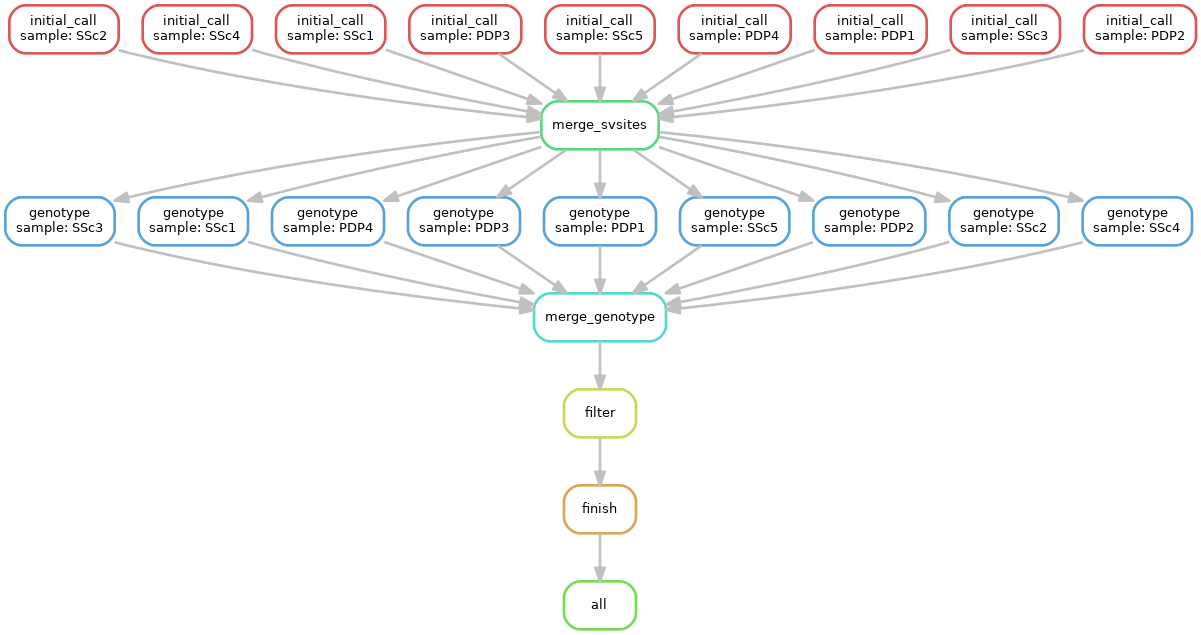 initial_call
sample: SSc2
initial_call
sample: SSc4
initial_call
sample: SSc1
initial_call
sample: PDP3
initial_call
sample: SSc5
initial_call
sample: PDP4
initial_call
sample: PDP1
initial_call
sample: SSc3
initial_call
sample: PDP2
merge_svsites
genotype
sample: SSc3
genotype
sample: SSc1
genotype
sample: PDP4
genotype
sample: PDP3
genotype
sample: PDP1
genotype
sample: SSc5
genotype
sample: PDP2
genotype
sample: SSc2
genotype
sample: SSc4
merge_genotype
filter
finish
all